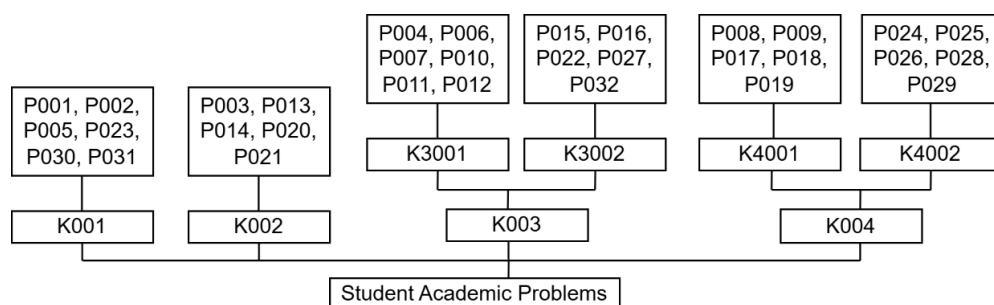 P004, P006,
P007, P010,
P011, P012
P015, P016,
P022, P027,
P032
P008, P009,
P017, P018,
P019
P024, P025,
P026, P028,
P029
P001, P002,
P005, P023,
P030, P031
P003, P013,
P014, P020,
P021
K3001
K3002
K4001
K4002
K001
K002
K003
K004
Student Academic Problems